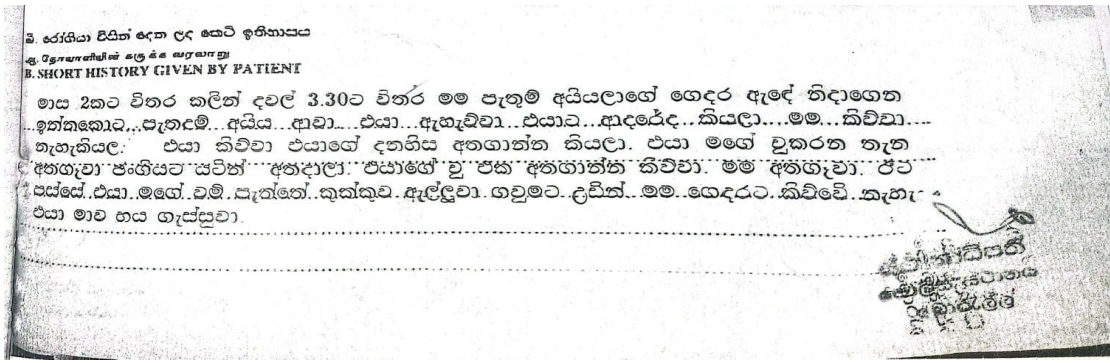 බී. රෝගියා විසින් දෙන ලද කෙටි ඉතිහාසය
ஆ. நோயாளியின் சுருக்க வரலாறு
B. SHORT HISTORY GIVEN BY PATIENT
මාස 2කට විතර කලින් දවල් 3.30ට විතර මම පැතුම් අයියලාගේ ගෙදර ඇඳේ නිදාගෙන
ඉන්නකොට පැතුම් අයිය ආවා එයා ඇහැව්වා එයාට ආදරේද කියලා මම කිව්වා
නැහැකියල. එයා කිව්වා එයාගේ දනහිස අතගාන්න කියලා. එයා මගේ චූකරන තැන
අතගෑවා ජංගියට යටින් අතදාලා. එයාගේ චූ එක අතගාන්න කිව්වා. මම අතගෑවා. ඊට
පස්සේ එයා මගේ වම් පැත්තේ කුක්කුව ඇල්ලුවා ගවුමට උඩින් මම ගෙදරට කිව්වේ නැහැ
එයා මාව භය ගැස්සුවා.
ස්ථානාධිපති
පොලිස් ස්ථානය